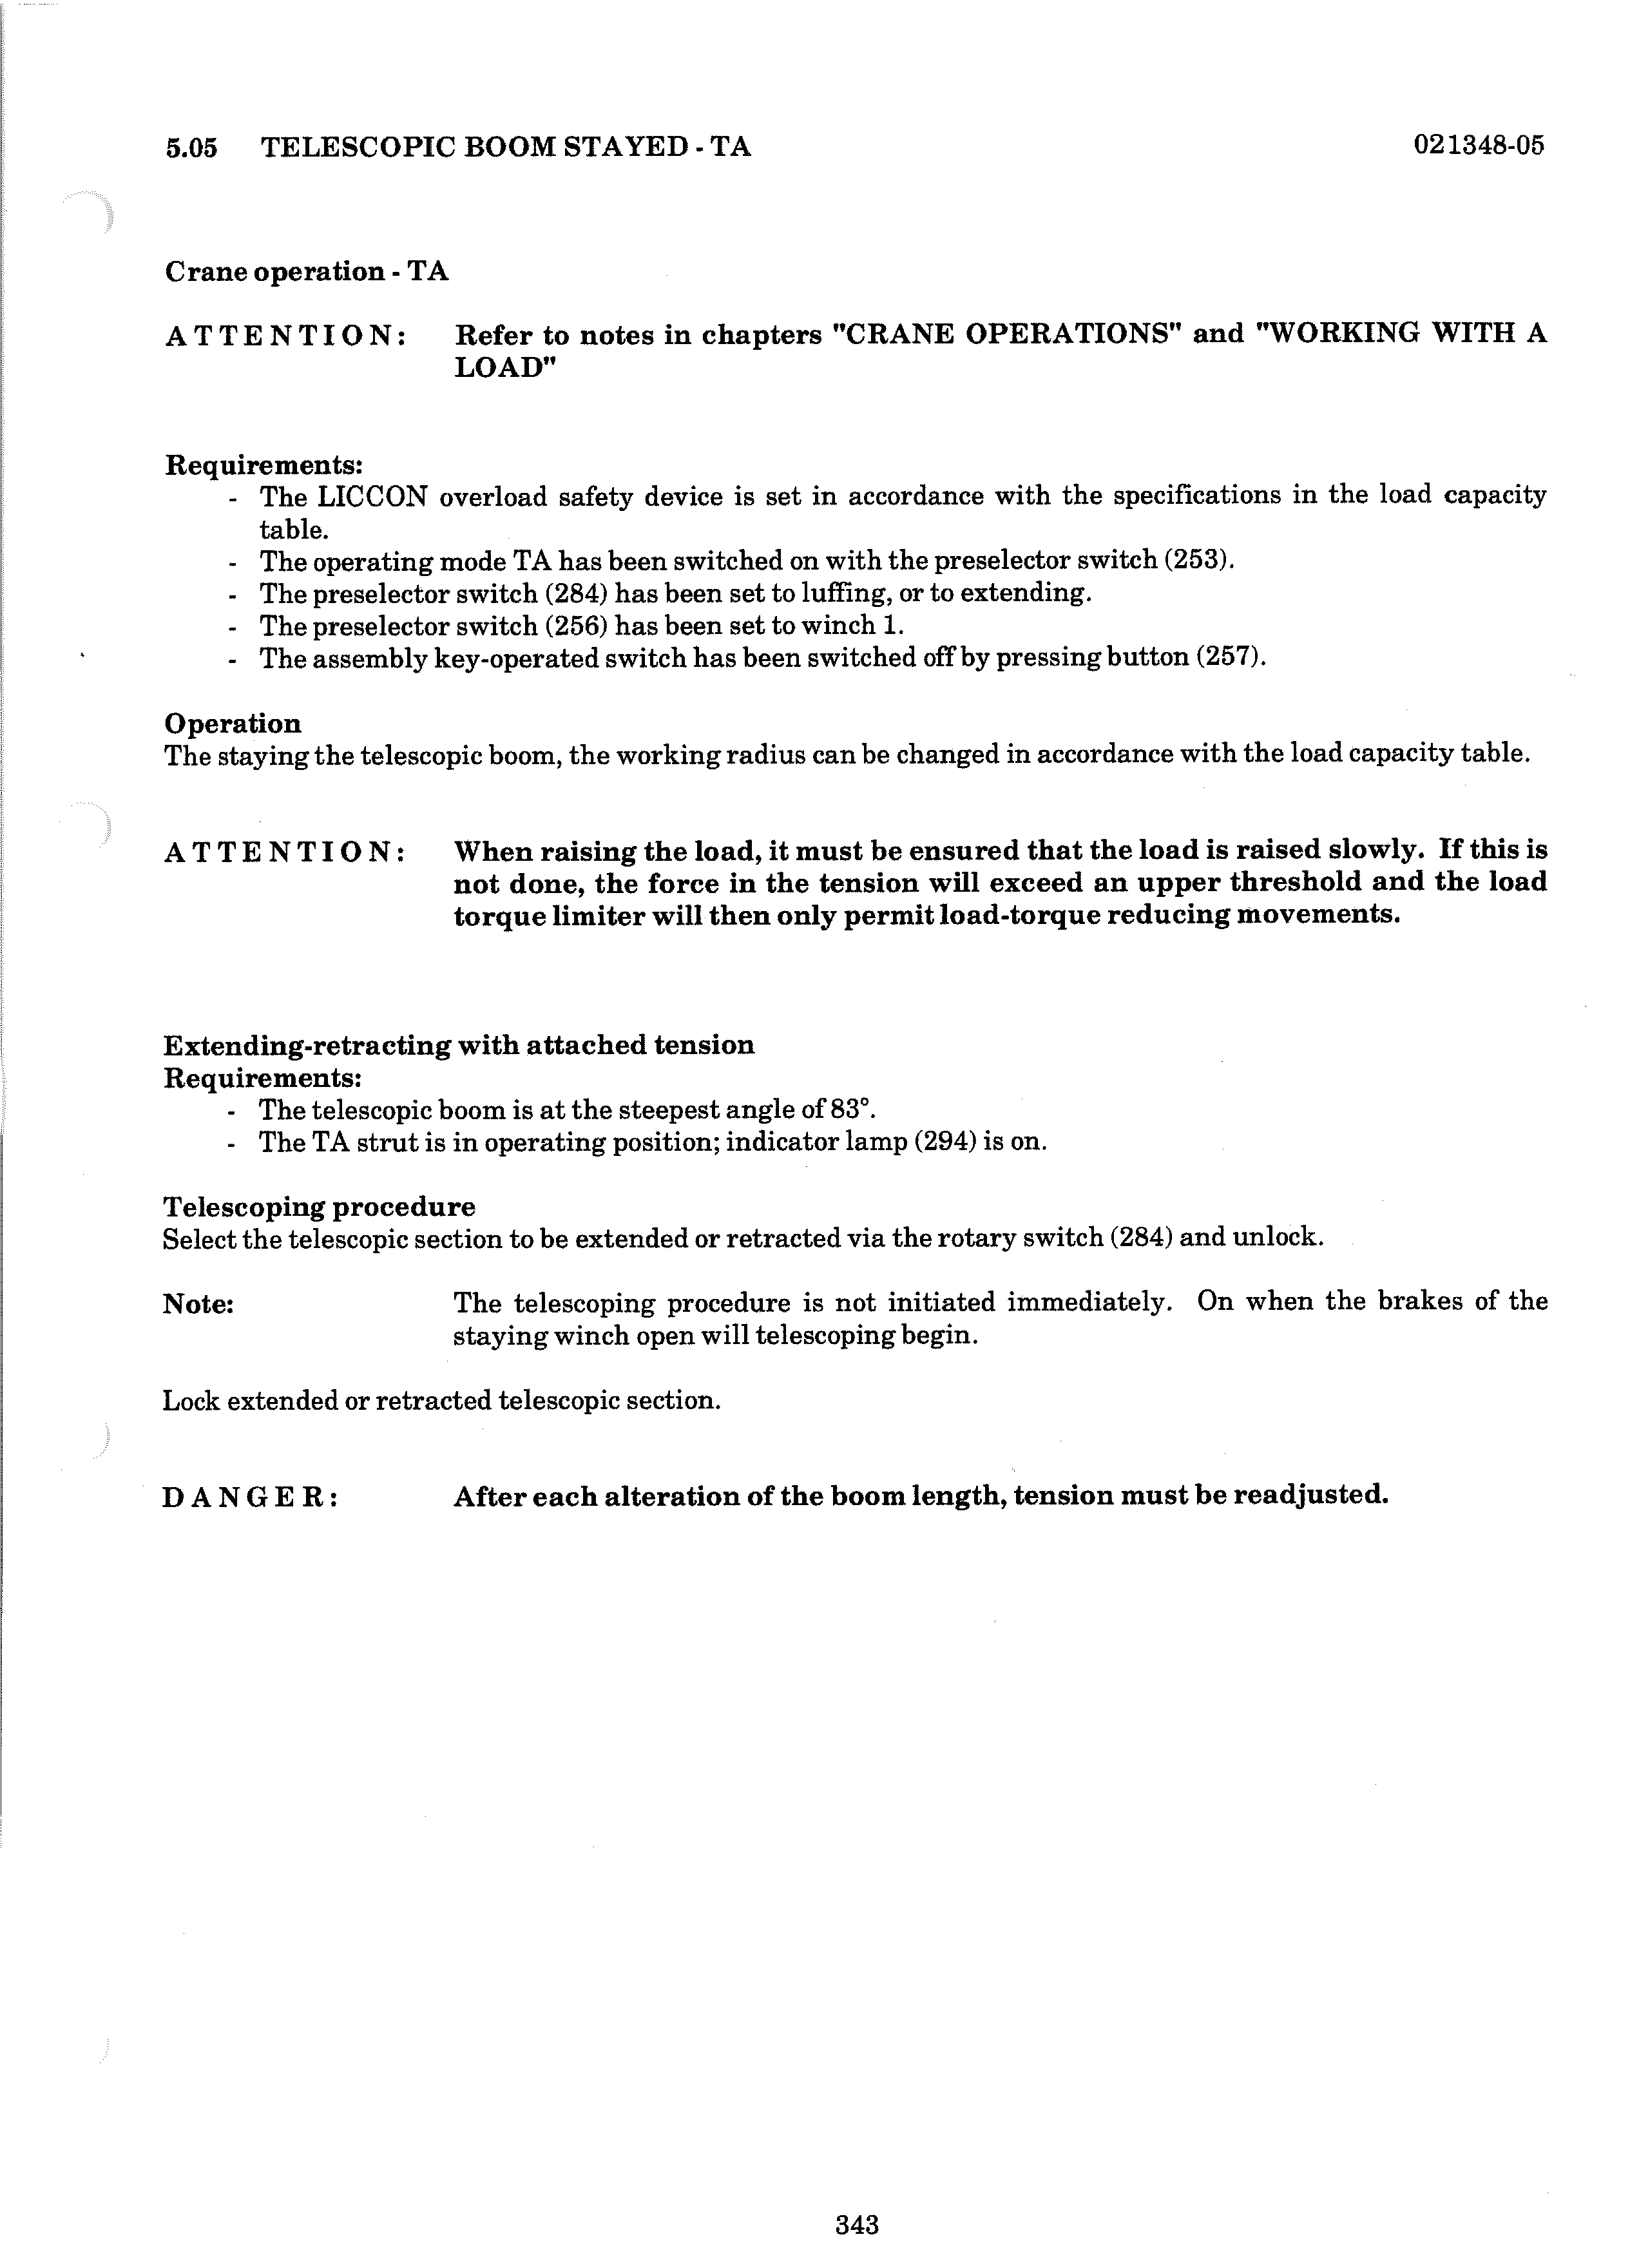 5.05 TELESCOPIC BOOM STAYED - TA 021348-05
Crane operation - TA
ATTENTION: Refer to notes in chapters "CRANE OPERATIONS" and "WORKING WITH A
LOAD"
Requirements:
- The LICCON overload safety device is set in accordance with the specifications in the load capacity
table.
- The operating mode TA has been switched on with the preselector switch (253).
- The preselector switch (284) has been set to luffing, or to extending.
- The preselector switch (256) has been set to winch 1.
- The assembly key-operated switch has been switched off by pressing button (257).
Operation
The staying the telescopic boom, the working radius can be changed in accordance with the load capacity table.
ATTENTION: When raising the load, it must be ensured that the load is raised slowly. If this is
not done, the force in the tension will exceed an upper threshold and the load
torque limiter will then only permit load-torque reducing movements.
Extending-retracting with attached tension
Requirements:
- The telescopic boom is at the steepest angle of 83°.
- The TA strut is in operating position; indicator lamp (294) is on.
Telescoping procedure
Select the telescopic section to be extended or retracted via the rotary switch (284) and unlock.
Note: The telescoping procedure is not initiated immediately. On when the brakes of the
staying winch open will telescoping begin.
Lock extended or retracted telescopic section.
DANGER: After each alteration of the boom length, tension must be readjusted.
343